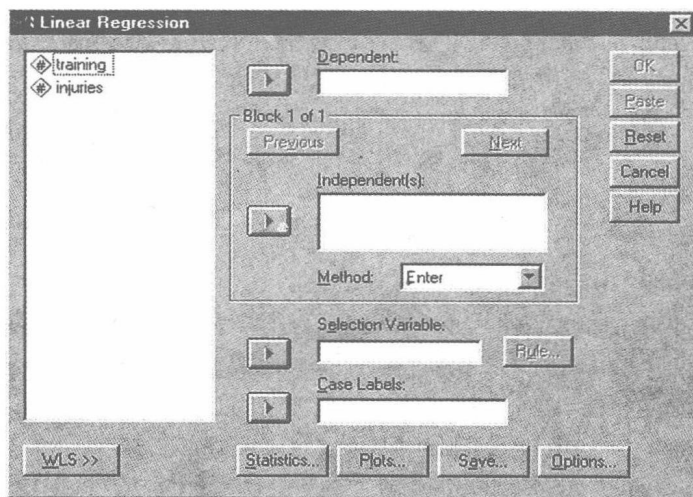 Linear Regression
training
injuries
Dependent:
OK
Paste
Reset
Cancel
Help
Block 1 of 1
Previous
Next
Independent(s):
Method: Enter
Selection Variable:
Rule...
Case Labels:
WLS >>
Statistics...
Plots...
Save...
Options...